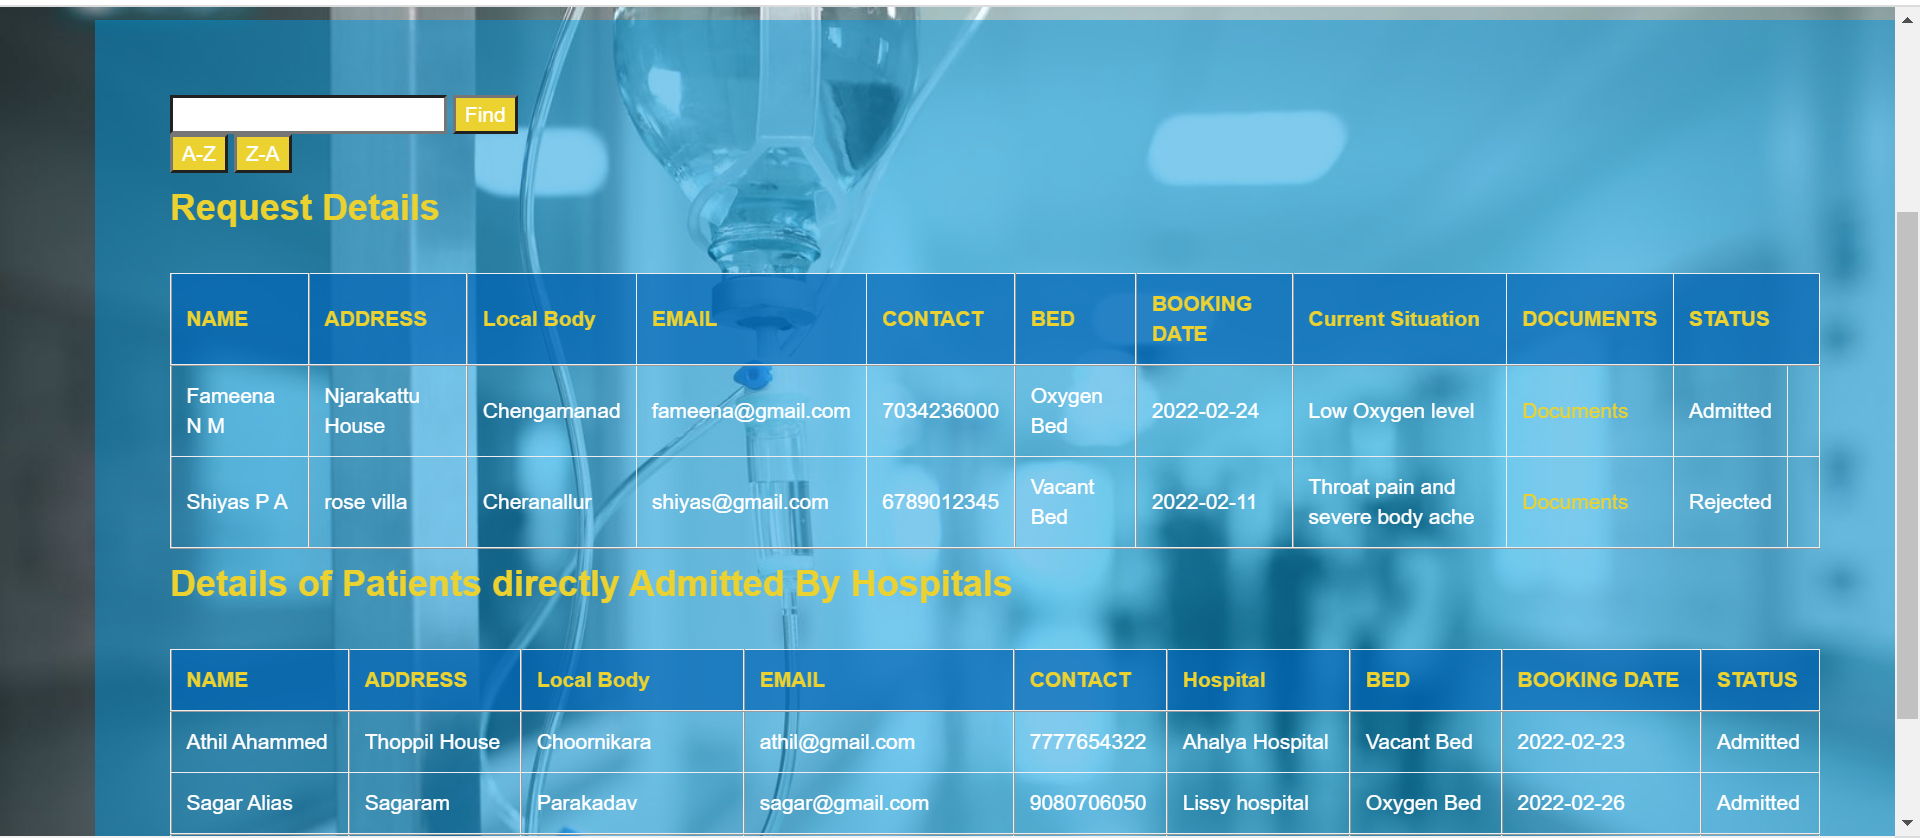 Find
A-Z Z-A
Request Details
NAME ADDRESS Local Body EMAIL CONTACT BED BOOKING DATE Current Situation DOCUMENTS STATUS
Fameena N M Njarakattu House Chengamanad fameena@gmail.com 7034236000 Oxygen Bed 2022-02-24 Low Oxygen level Documents Admitted
Shiyas P A rose villa Cheranallur shiyas@gmail.com 6789012345 Vacant Bed 2022-02-11 Throat pain and severe body ache Documents Rejected
Details of Patients directly Admitted By Hospitals
NAME ADDRESS Local Body EMAIL CONTACT Hospital BED BOOKING DATE STATUS
Athil Ahammed Thoppil House Choornikara athil@gmail.com 7777654322 Ahalya Hospital Vacant Bed 2022-02-23 Admitted
Sagar Alias Sagaram Parakadav sagar@gmail.com 9080706050 Lissy hospital Oxygen Bed 2022-02-26 Admitted